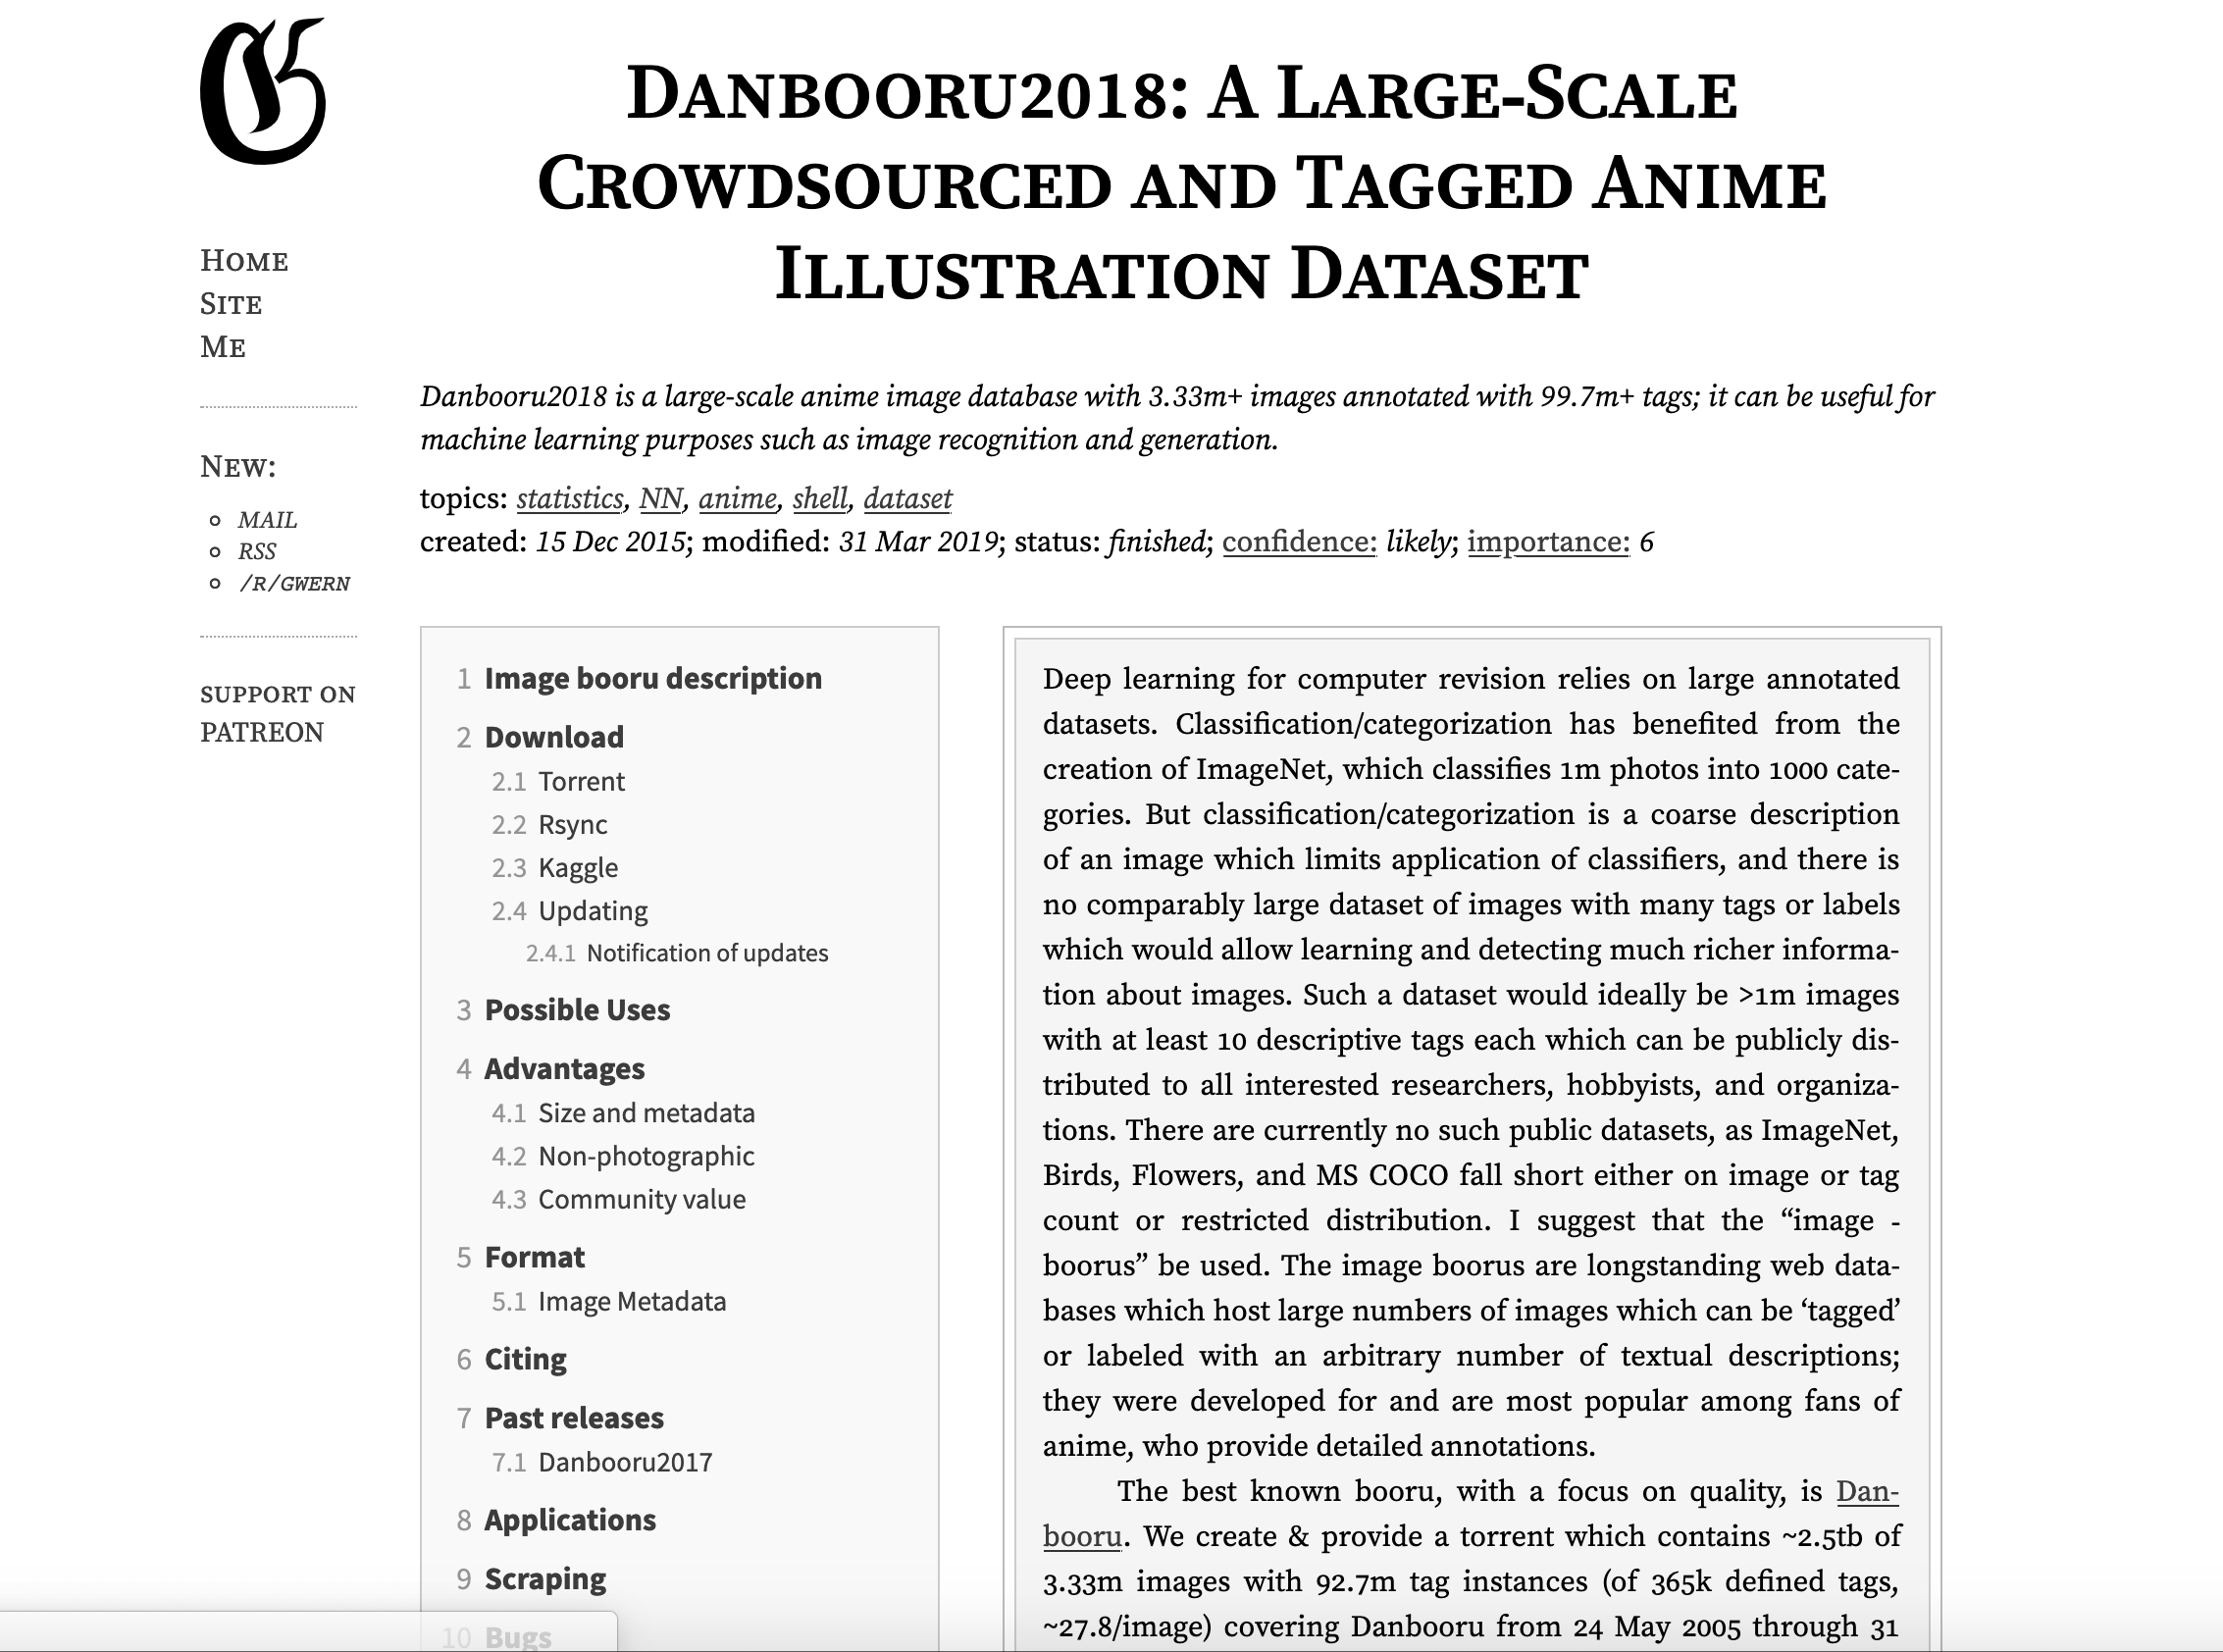 G
DANBOORU2018: A LARGE-SCALE
CROWDSOURCED AND TAGGED ANIME
ILLUSTRATION DATASET
HOME
SITE
ME
NEW:
MAIL
RSS
/R/GWERN
SUPPORT ON
PATREON
Danbooru2018 is a large-scale anime image database with 3.33m+ images annotated with 99.7m+ tags; it can be useful for
machine learning purposes such as image recognition and generation.
topics: statistics, NN, anime, shell, dataset
created: 15 Dec 2015; modified: 31 Mar 2019; status: finished; confidence: likely; importance: 6
1 Image booru description
2 Download
2.1 Torrent
2.2 Rsync
2.3 Kaggle
2.4 Updating
2.4.1 Notification of updates
3 Possible Uses
4 Advantages
4.1 Size and metadata
4.2 Non-photographic
4.3 Community value
5 Format
5.1 Image Metadata
6 Citing
7 Past releases
7.1 Danbooru2017
8 Applications
9 Scraping
10 Bugs
Deep learning for computer revision relies on large annotated
datasets. Classification/categorization has benefited from the
creation of ImageNet, which classifies 1m photos into 1000 cate-
gories. But classification/categorization is a coarse description
of an image which limits application of classifiers, and there is
no comparably large dataset of images with many tags or labels
which would allow learning and detecting much richer informa-
tion about images. Such a dataset would ideally be >1m images
with at least 10 descriptive tags each which can be publicly dis-
tributed to all interested researchers, hobbyists, and organiza-
tions. There are currently no such public datasets, as ImageNet,
Birds, Flowers, and MS COCO fall short either on image or tag
count or restricted distribution. I suggest that the “image -
boorus” be used. The image boorus are longstanding web data-
bases which host large numbers of images which can be ‘tagged’
or labeled with an arbitrary number of textual descriptions;
they were developed for and are most popular among fans of
anime, who provide detailed annotations.
The best known booru, with a focus on quality, is Dan-
booru. We create & provide a torrent which contains ~2.5tb of
3.33m images with 92.7m tag instances (of 365k defined tags,
~27.8/image) covering Danbooru from 24 May 2005 through 31